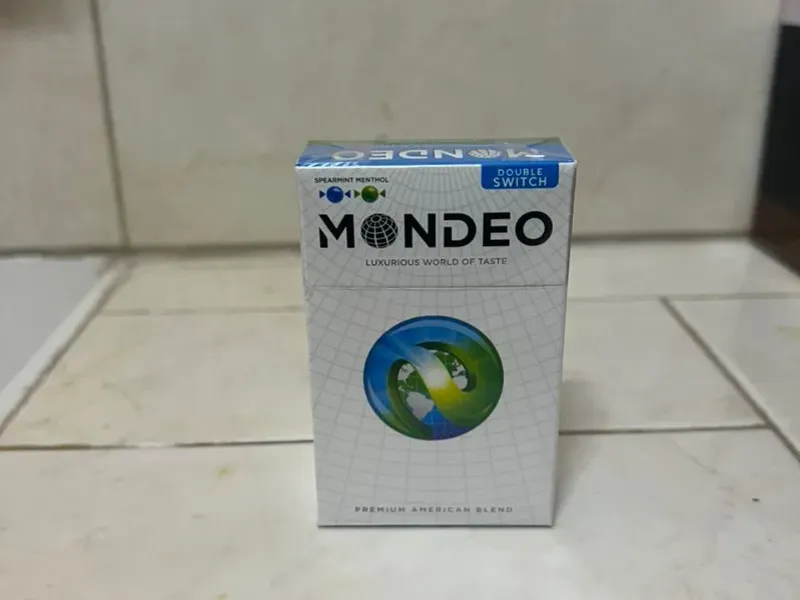 MONDEO
SPEARMINT MENTHOL
DOUBLE
SWITCH
MONDEO
LUXURIOUS WORLD OF TASTE
PREMIUM AMERICAN BLEND